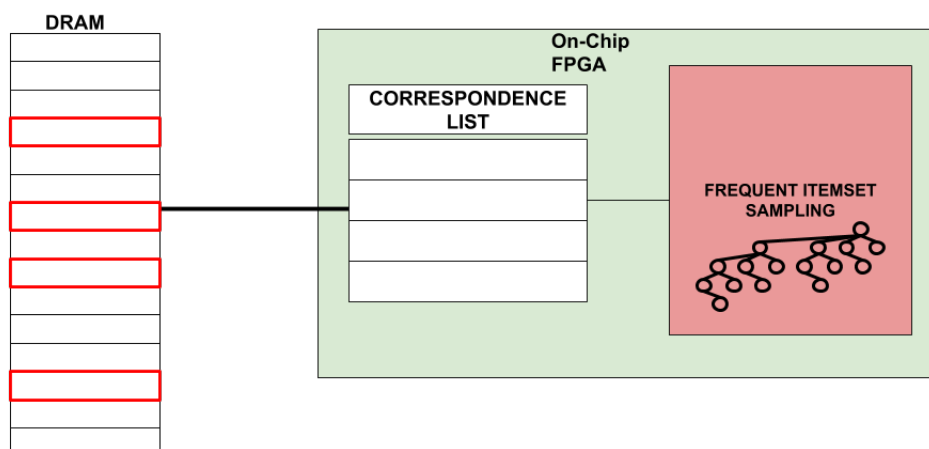 DRAM
On-Chip
FPGA
CORRESPONDENCE
LIST
FREQUENT ITEMSET
SAMPLING